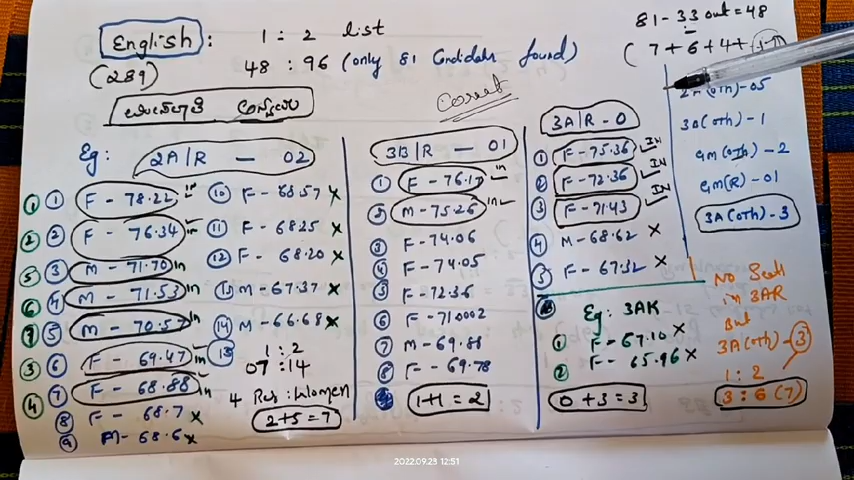 English : 1 : 2 list
(289) 48 : 96 (only 81 Candidates found)
81 - 33 out = 48
( 7 + 6 + 4 +
Correct
Eg: 2A/R - 02
① ① F - 78.22 in
② ② F - 76.34
⑤ ③ M - 71.70 in
⑥ ④ M - 71.53 in
⑤ M - 70.57 in
③ ⑥ F - 69.47 in
④ ⑦ F - 68.88 in
⑧ F - 68.7 x
⑨ M - 68.6 x
⑩ F - 68.57 x
⑪ F - 68.25 x
⑫ F - 68.20 x
⑬ M - 67.37 x
⑭ M - 66.68 x
⑮
1 : 2
07 : 14
4 Res : Women
2+5 = 7
3B/R - 01
① F - 76.17 in
② M - 75.26 in
③ F - 74.06
④ F - 74.05
⑤ F - 72.36
⑥ F - 71.0002
⑦ M - 69.88
⑧ F - 69.78
1+1 = 2
3A/R - 0
① F - 75.36 IN
② F - 72.36 IN
③ F - 71.43 IN
④ M - 68.62 x
⑤ F - 67.32 x
Eg: 3AK
① F - 67.10 x
② F - 65.96 x
0 + 3 = 3
2A(oth) - 05
3B(oth) - 1
GM(oth) - 2
GM(R) - 01
3A(oth) - 3
No Seat
in 3AR
But
3A(oth) - ③
1 : 2
3 : 6 (7)
2022.09.23 12:51